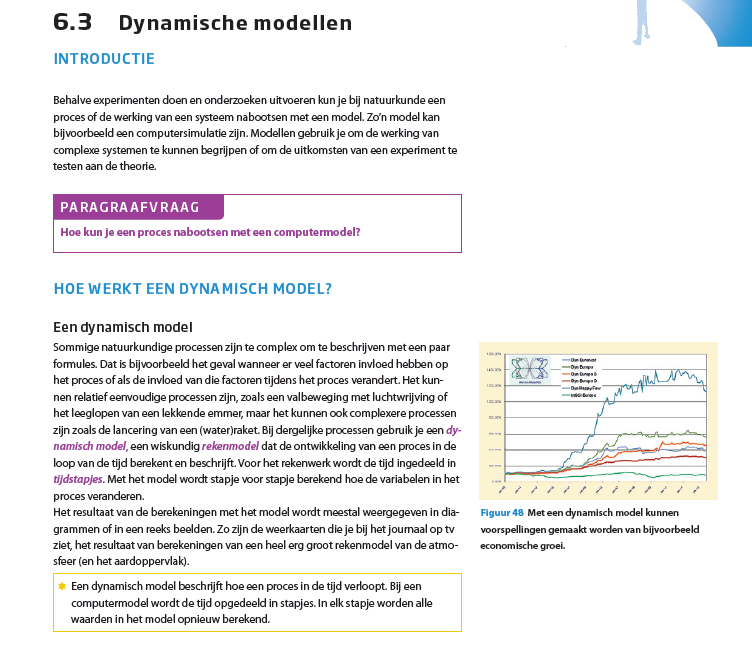 6.3 Dynamische modellen
INTRODUCTIE
Behalve experimenten doen en onderzoeken uitvoeren kun je bij natuurkunde een
proces of de werking van een systeem nabootsen met een model. Zo'n model kan
bijvoorbeeld een computersimulatie zijn. Modellen gebruik je om de werking van
complexe systemen te kunnen begrijpen of om de uitkomsten van een experiment te
testen aan de theorie.
PARAGRAAFVRAAG
Hoe kun je een proces nabootsen met een computermodel?
HOE WERKT EEN DYNAMISCH MODEL?
Een dynamisch model
Sommige natuurkundige processen zijn te complex om te beschrijven met een paar
formules. Dat is bijvoorbeeld het geval wanneer er veel factoren invloed hebben op
het proces of als de invloed van die factoren tijdens het proces verandert. Het kun-
nen relatief eenvoudige processen zijn, zoals een valbeweging met luchtwrijving of
het leeglopen van een lekkende emmer, maar het kunnen ook complexere processen
zijn zoals de lancering van een (water)raket. Bij dergelijke processen gebruik je een dy-
namisch model, een wiskundig rekenmodel dat de ontwikkeling van een proces in de
loop van de tijd berekent en beschrijft. Voor het rekenwerk wordt de tijd ingedeeld in
tijdstapjes. Met het model wordt stapje voor stapje berekend hoe de variabelen in het
proces veranderen.
Het resultaat van de berekeningen met het model wordt meestal weergegeven in dia-
grammen of in een reeks beelden. Zo zijn de weerkaarten die je bij het journaal op tv
ziet, het resultaat van berekeningen van een heel erg groot rekenmodel van de atmo-
sfeer (en het aardoppervlak).
Een dynamisch model beschrijft hoe een proces in de tijd verloopt. Bij een
computermodel wordt de tijd opgedeeld in stapjes. In elk stapje worden alle
waarden in het model opnieuw berekend.
Figuur 48 Met een dynamisch model kunnen
voorspellingen gemaakt worden van bijvoorbeeld
economische groei.